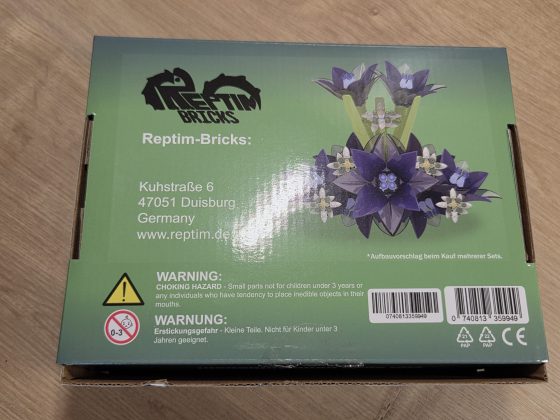 REPTIM
BRICKS
Reptim-Bricks:
Kuhstraße 6
47051 Duisburg
Germany
www.reptim.de
*Aufbauvorschlag beim Kauf mehrerer Sets.
WARNING:
CHOKING HAZARD - Small parts not for children under 3 years or
any individuals who have tendency to place inedible objects in their
mouths.
0-3
WARNUNG:
Erstickungsgefahr - Kleine Teile. Nicht für Kinder unter 3
Jahren geeignet.
0740813359949
0 740813 359949
21
PAP
22
PAP
CE